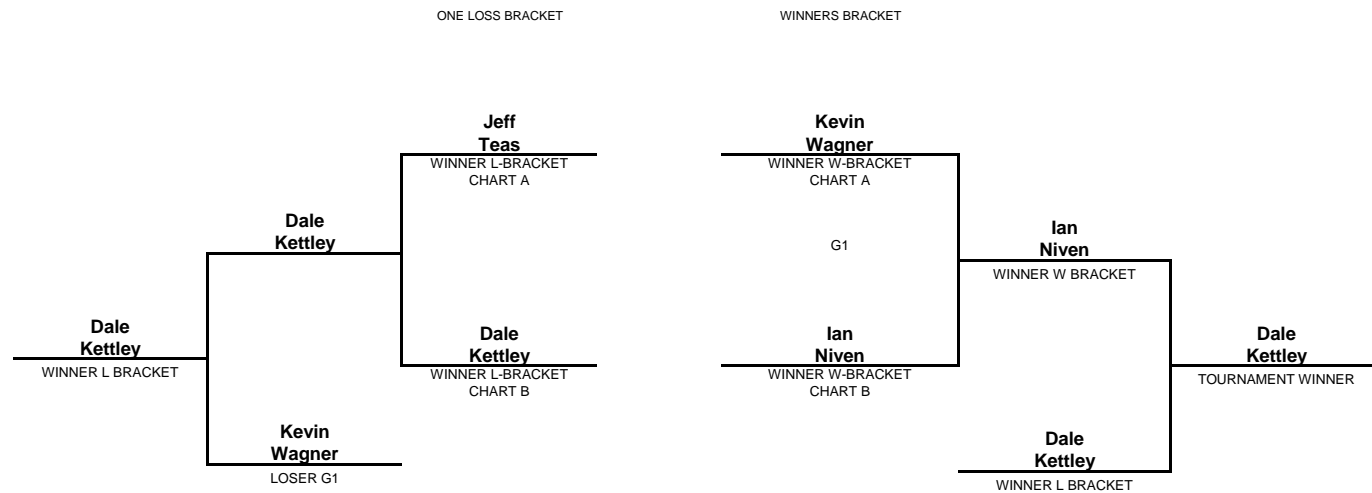 ONE LOSS BRACKET
WINNERS BRACKET
Jeff
Teas
WINNER L-BRACKET
CHART A
Kevin
Wagner
WINNER W-BRACKET
CHART A
Dale
Kettley
G1
Ian
Niven
WINNER W BRACKET
Dale
Kettley
WINNER L BRACKET
Dale
Kettley
WINNER L-BRACKET
CHART B
Ian
Niven
WINNER W-BRACKET
CHART B
Dale
Kettley
TOURNAMENT WINNER
Kevin
Wagner
LOSER G1
Dale
Kettley
WINNER L BRACKET